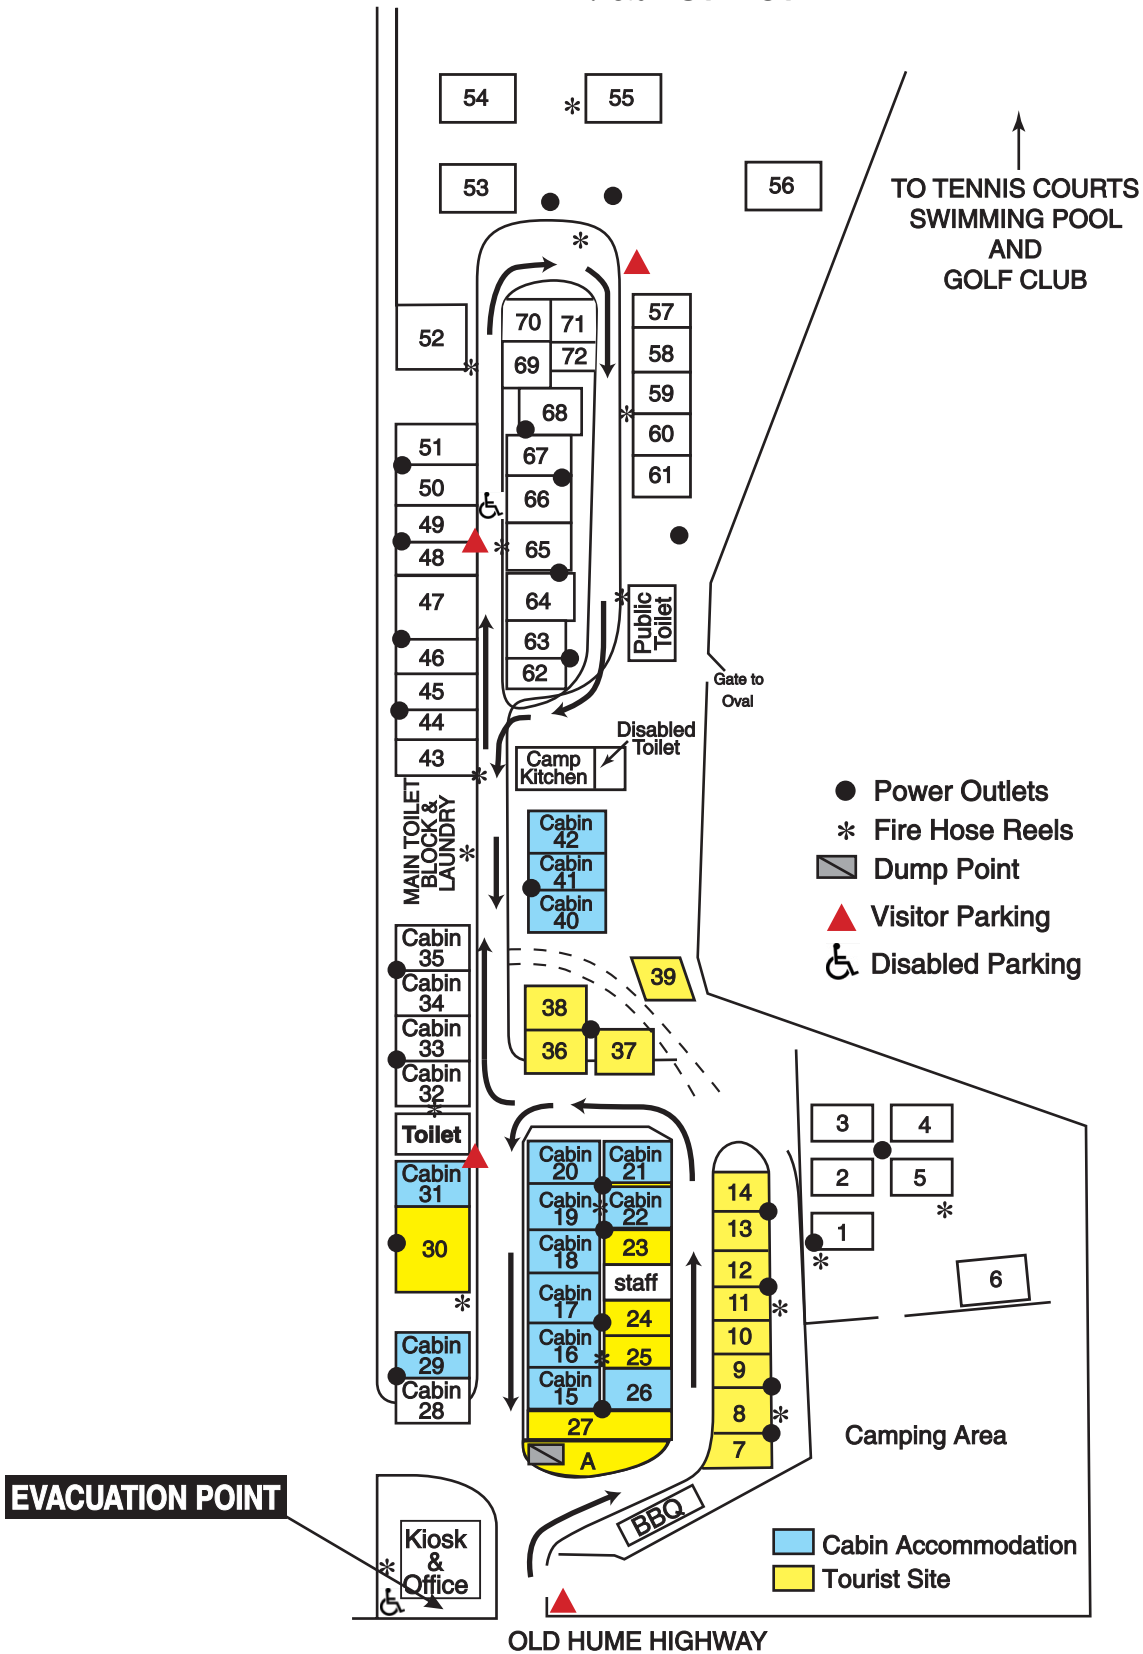 54
55
53
56
TO TENNIS COURTS
SWIMMING POOL
AND
GOLF CLUB
52
70
71
69
72
68
67
66
65
64
63
62
57
58
59
60
61
51
50
49
48
47
46
45
44
43
Public
Toilet
Gate to
Oval
Disabled
Toilet
Camp
Kitchen
MAIN TOILET
BLOCK &
LAUNDRY
Cabin
42
Cabin
41
Cabin
40
Power Outlets
Fire Hose Reels
Dump Point
Visitor Parking
Disabled Parking
Cabin
35
Cabin
34
Cabin
33
Cabin
32
Toilet
Cabin
31
30
Cabin
29
Cabin
28
39
38
36
37
Cabin
20
Cabin
21
Cabin
19
Cabin
22
Cabin
18
23
staff
Cabin
17
24
Cabin
16
25
Cabin
15
26
27
A
14
13
12
11
10
9
8
7
3
4
2
5
1
6
Camping Area
EVACUATION POINT
Kiosk
&
Office
BBQ
Cabin Accommodation
Tourist Site
OLD HUME HIGHWAY